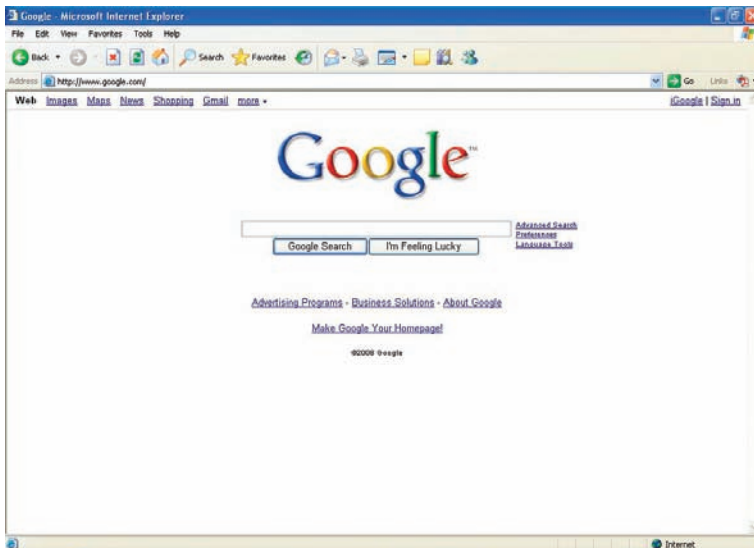 Google - Microsoft Internet Explorer
File Edit View Favorites Tools Help
Back Search Favorites
Address http://www.google.com/ Go Links
Web Images Maps News Shopping Gmail more iGoogle | Sign in
Google™
Advanced Search
Preferences
Language Tools
Google Search I'm Feeling Lucky
Advertising Programs - Business Solutions - About Google
Make Google Your Homepage!
©2008 Google
Internet